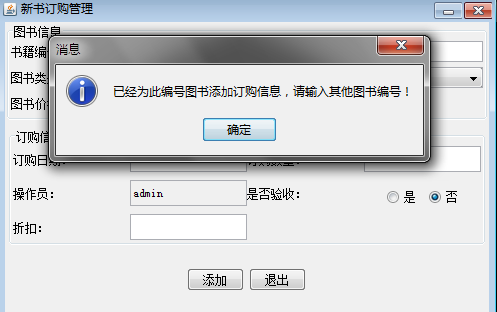 新书订购管理
图书信息
书籍编
消息
图书类
已经为此编号图书添加订购信息，请输入其他图书编号！
图书价
确定
订购信
订购日期：
操作员： admin 是否验收： 是 否
折扣：
添加 退出